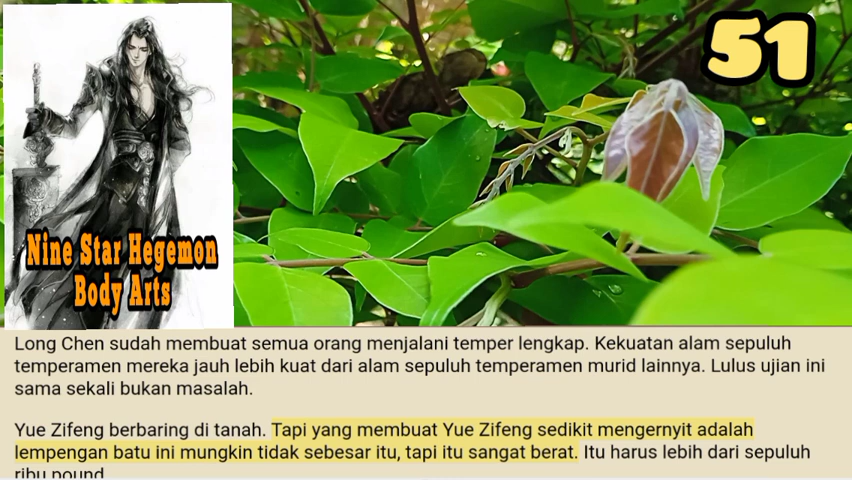 51
Nine Star Hegemon
Body Arts
Long Chen sudah membuat semua orang menjalani temper lengkap. Kekuatan alam sepuluh
temperamen mereka jauh lebih kuat dari alam sepuluh temperamen murid lainnya. Lulus ujian ini
sama sekali bukan masalah.
Yue Zifeng berbaring di tanah. Tapi yang membuat Yue Zifeng sedikit mengernyit adalah
lempengan batu ini mungkin tidak sebesar itu, tapi itu sangat berat. Itu harus lebih dari sepuluh
ribu pound